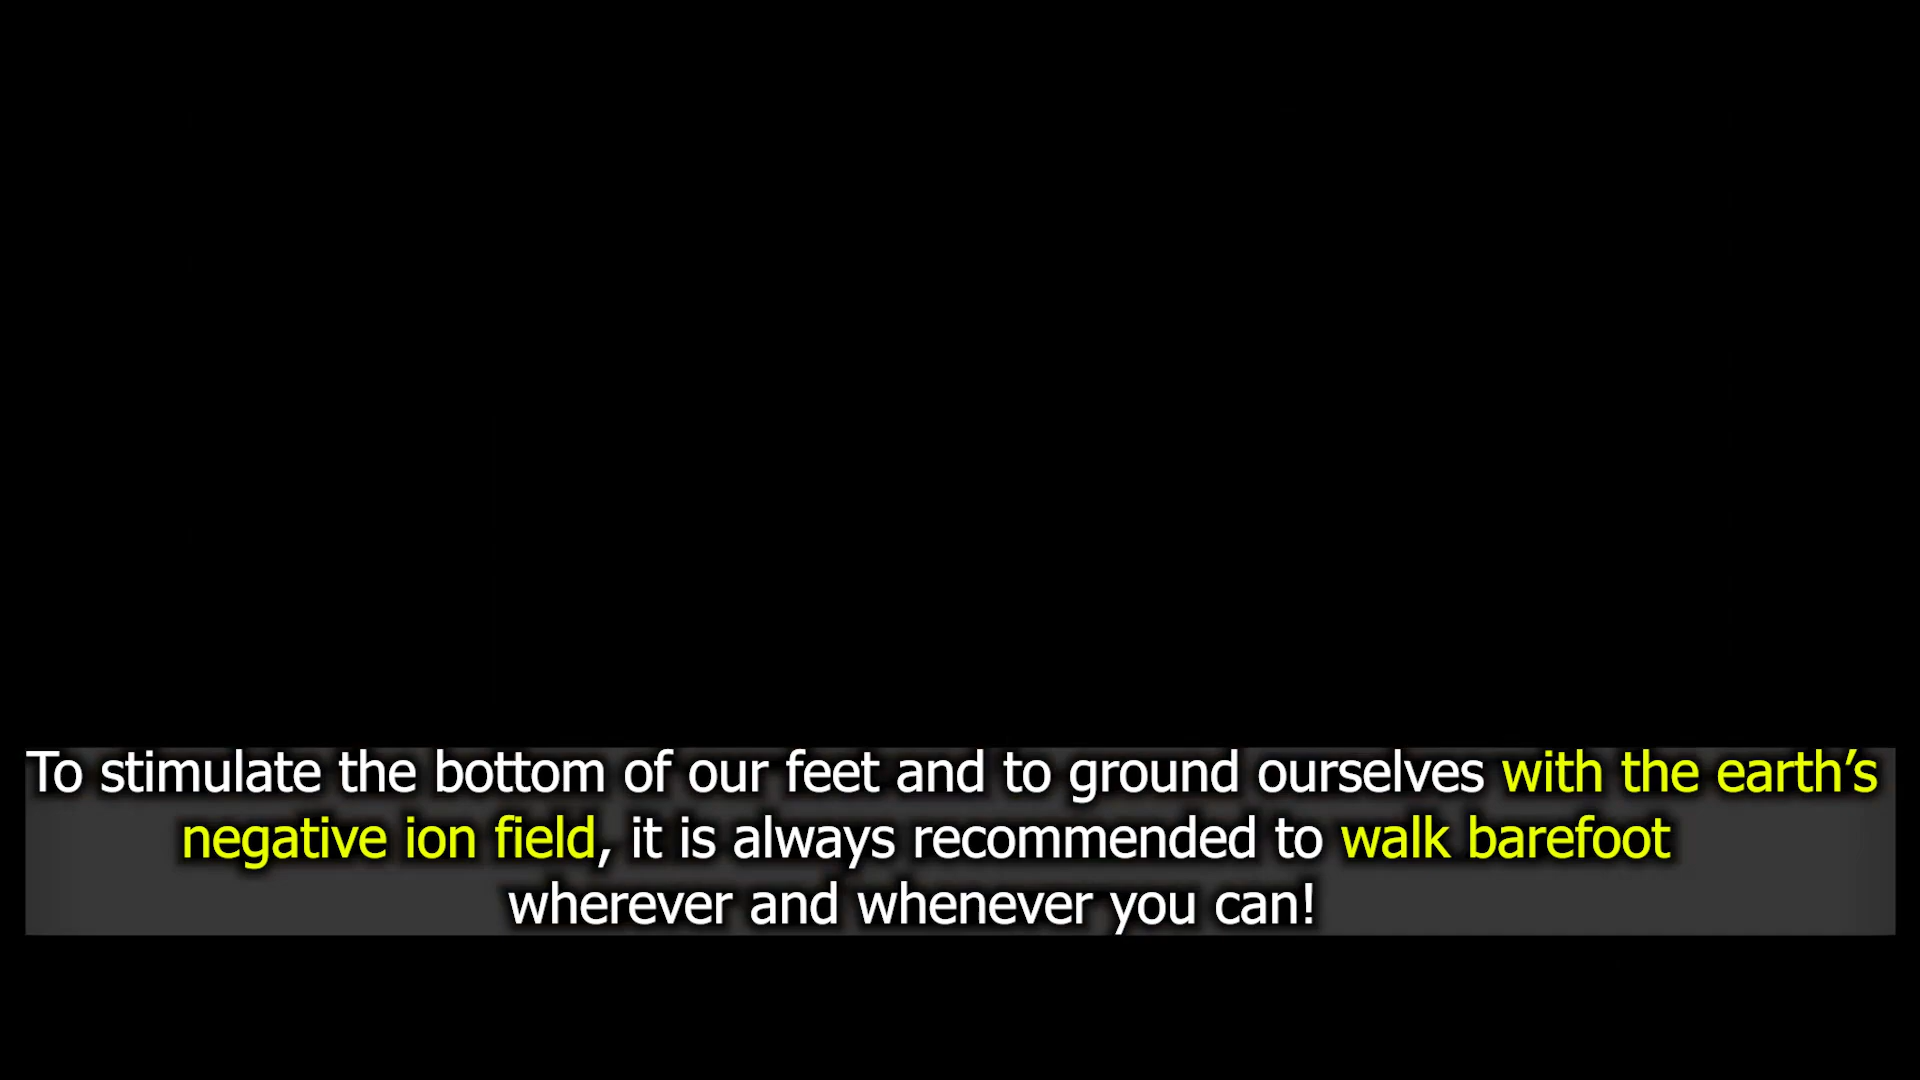 To stimulate the bottom of our feet and to ground ourselves with the earth’s
negative ion field, it is always recommended to walk barefoot
wherever and whenever you can!